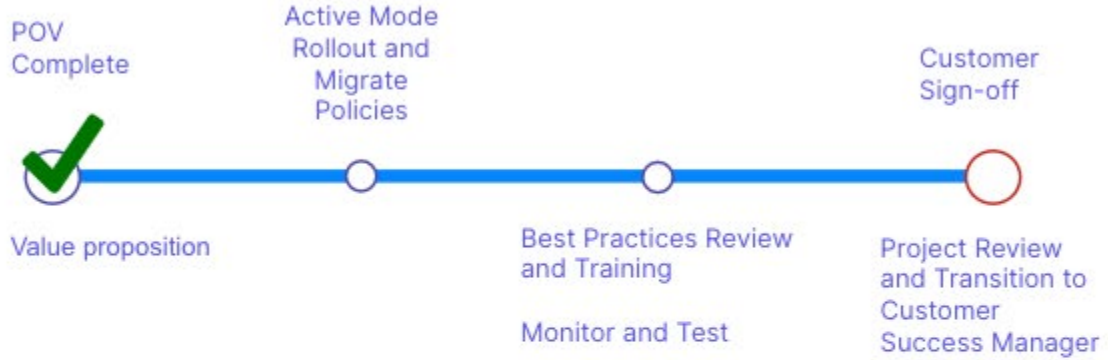 POV
Complete
Active Mode
Rollout and
Migrate
Policies
Customer
Sign-off
Value proposition
Best Practices Review
and Training
Monitor and Test
Project Review
and Transition to
Customer
Success Manager